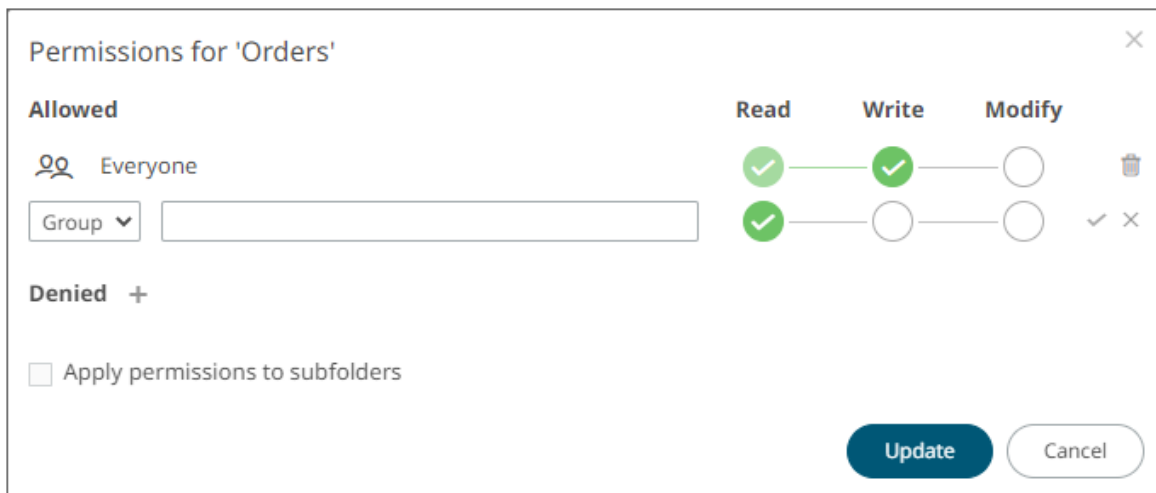 Permissions for 'Orders'
Allowed Read Write Modify
Everyone
Group
Denied +
Apply permissions to subfolders
Update Cancel